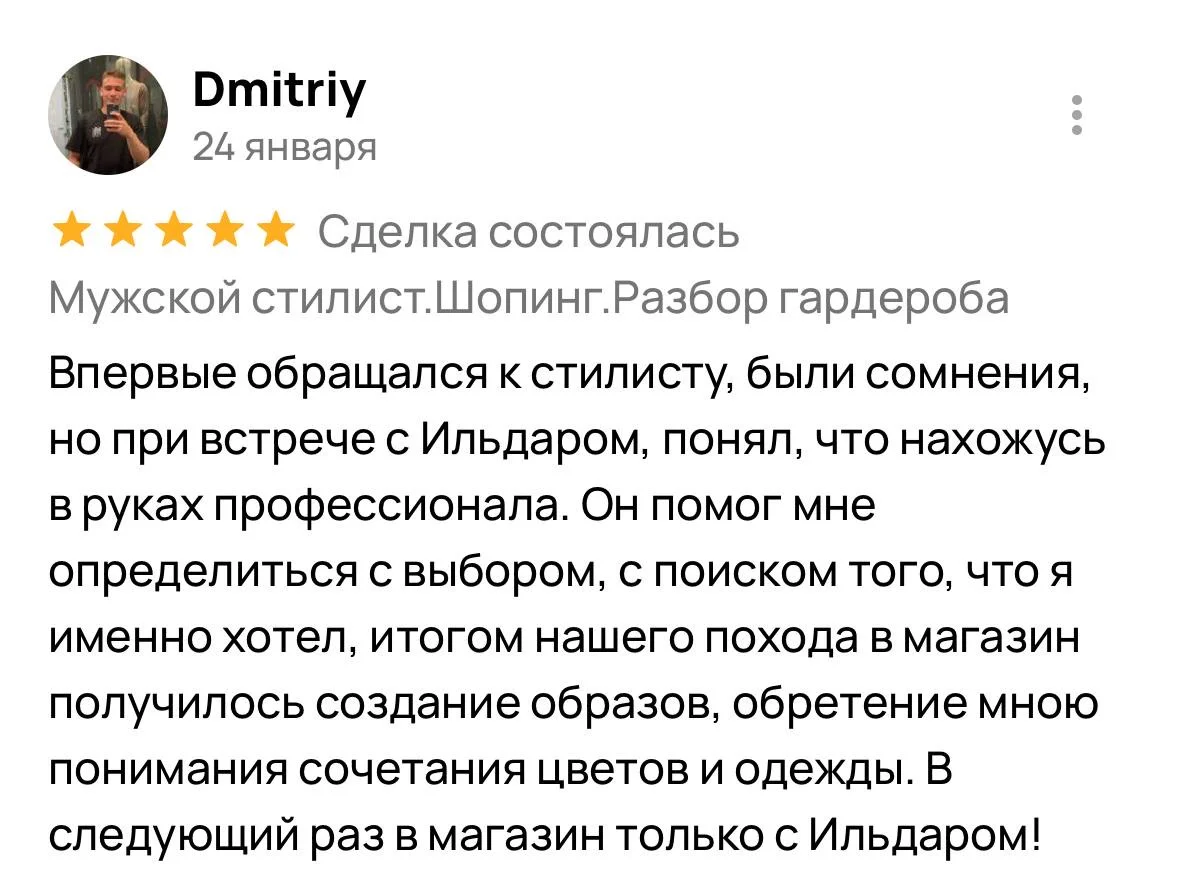 Dmitriy
24 января
Сделка состоялась
Мужской стилист.Шопинг.Разбор гардероба
Впервые обращался к стилисту, были сомнения,
но при встрече с Ильдаром, понял, что нахожусь
в руках профессионала. Он помог мне
определиться с выбором, с поиском того, что я
именно хотел, итогом нашего похода в магазин
получилось создание образов, обретение мною
понимания сочетания цветов и одежды. В
следующий раз в магазин только с Ильдаром!